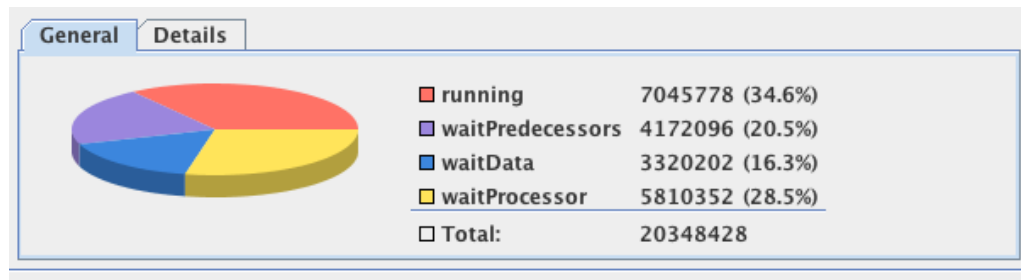 General Details
running 7045778 (34.6%)
waitPredecessors 4172096 (20.5%)
waitData 3320202 (16.3%)
waitProcessor 5810352 (28.5%)
Total: 20348428